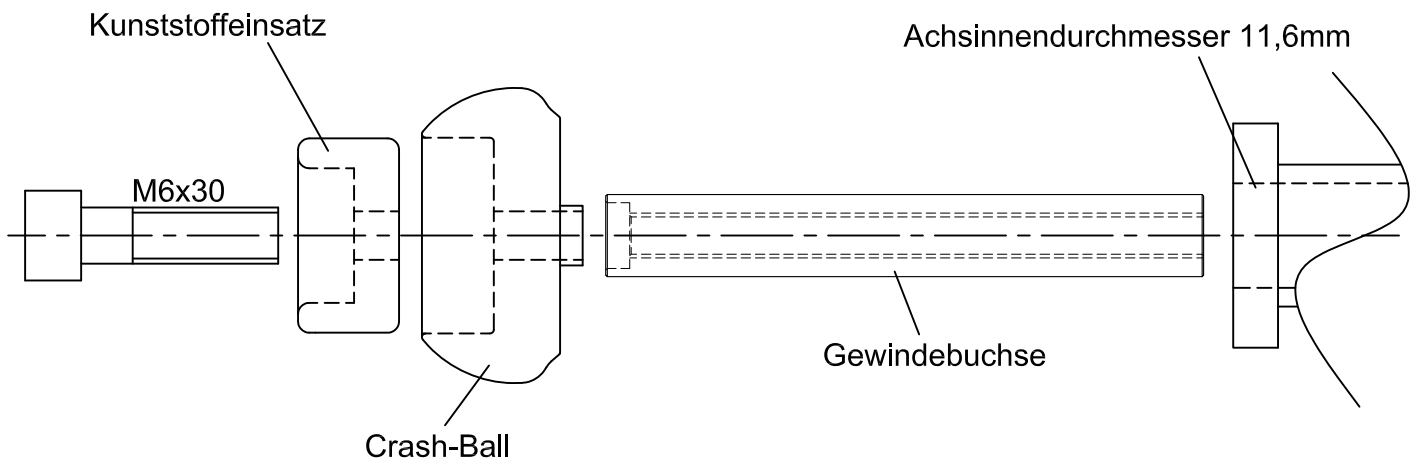 Kunststoffeinsatz
Achsinnendurchmesser 11,6mm
M6x30
Gewindebuchse
Crash-Ball